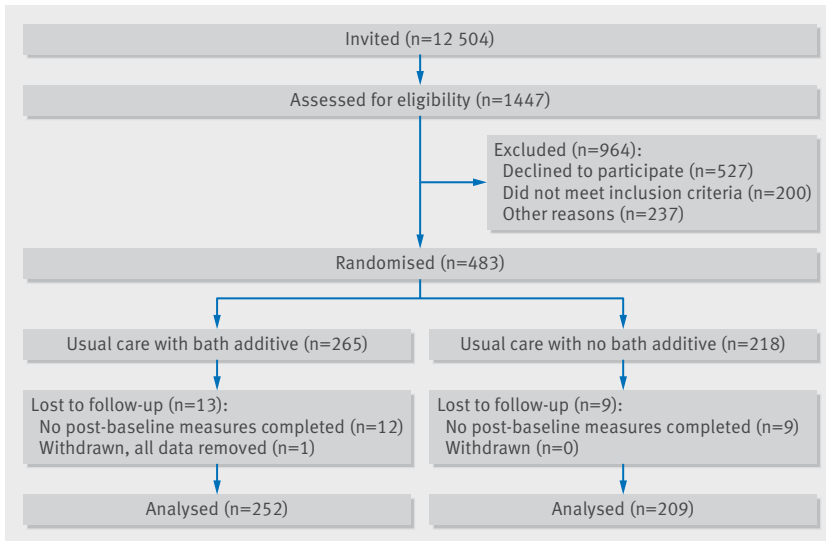 Invited (n=12 504)
Assessed for eligibility (n=1447)
Excluded (n=964):
Declined to participate (n=527)
Did not meet inclusion criteria (n=200)
Other reasons (n=237)
Randomised (n=483)
Usual care with bath additive (n=265)
Usual care with no bath additive (n=218)
Lost to follow-up (n=13):
No post-baseline measures completed (n=12)
Withdrawn, all data removed (n=1)
Lost to follow-up (n=9):
No post-baseline measures completed (n=9)
Withdrawn (n=0)
Analysed (n=252)
Analysed (n=209)